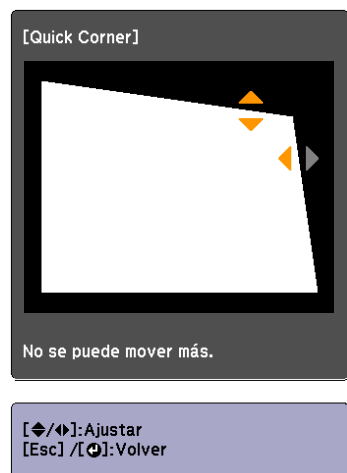 [Quick Corner]
No se puede mover más.
[◆/◆]:Ajustar
[Esc] /[⏎]:Volver